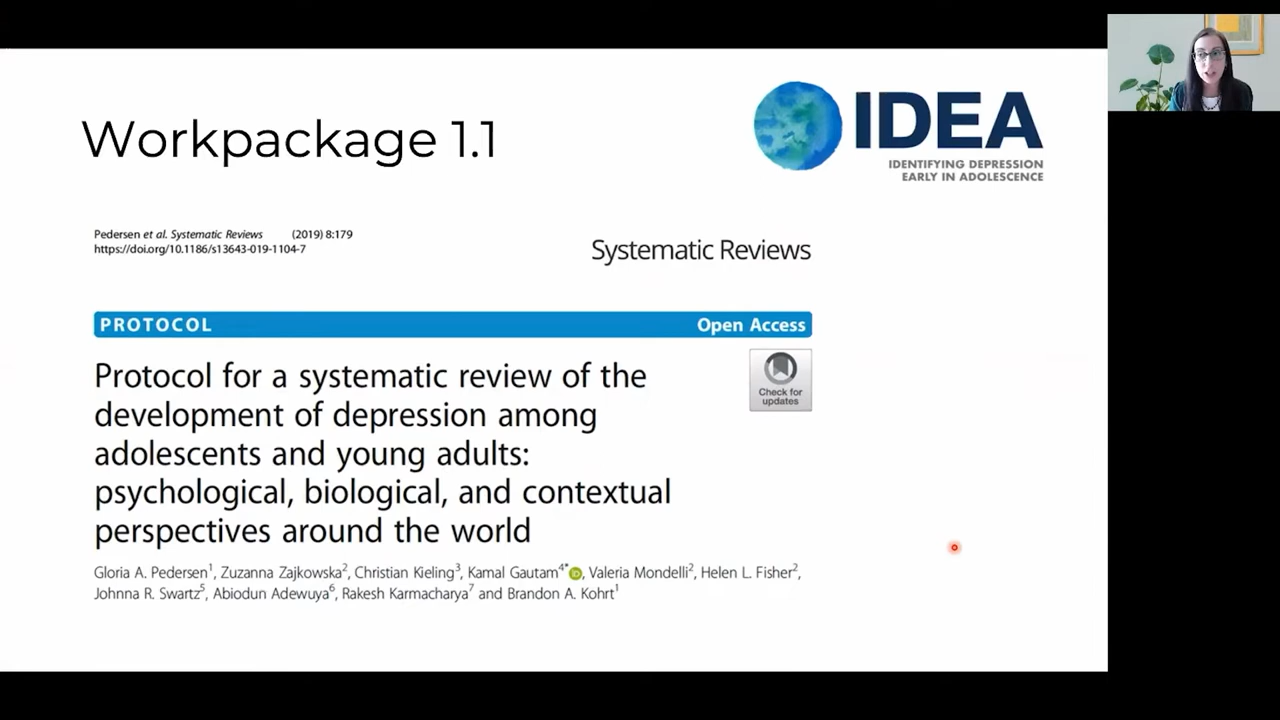 Workpackage 1.1
IDEA
IDENTIFYING DEPRESSION
EARLY IN ADOLESCENCE
Pedersen et al. Systematic Reviews (2019) 8:179
https://doi.org/10.1186/s13643-019-1104-7
Systematic Reviews
PROTOCOL Open Access
Check for
updates
Protocol for a systematic review of the
development of depression among
adolescents and young adults:
psychological, biological, and contextual
perspectives around the world
Gloria A. Pedersen1, Zuzanna Zajkowska2, Christian Kieling3, Kamal Gautam4* iD, Valeria Mondelli2, Helen L. Fisher2,
Johnna R. Swartz5, Abiodun Adewuya6, Rakesh Karmacharya7 and Brandon A. Kohrt1